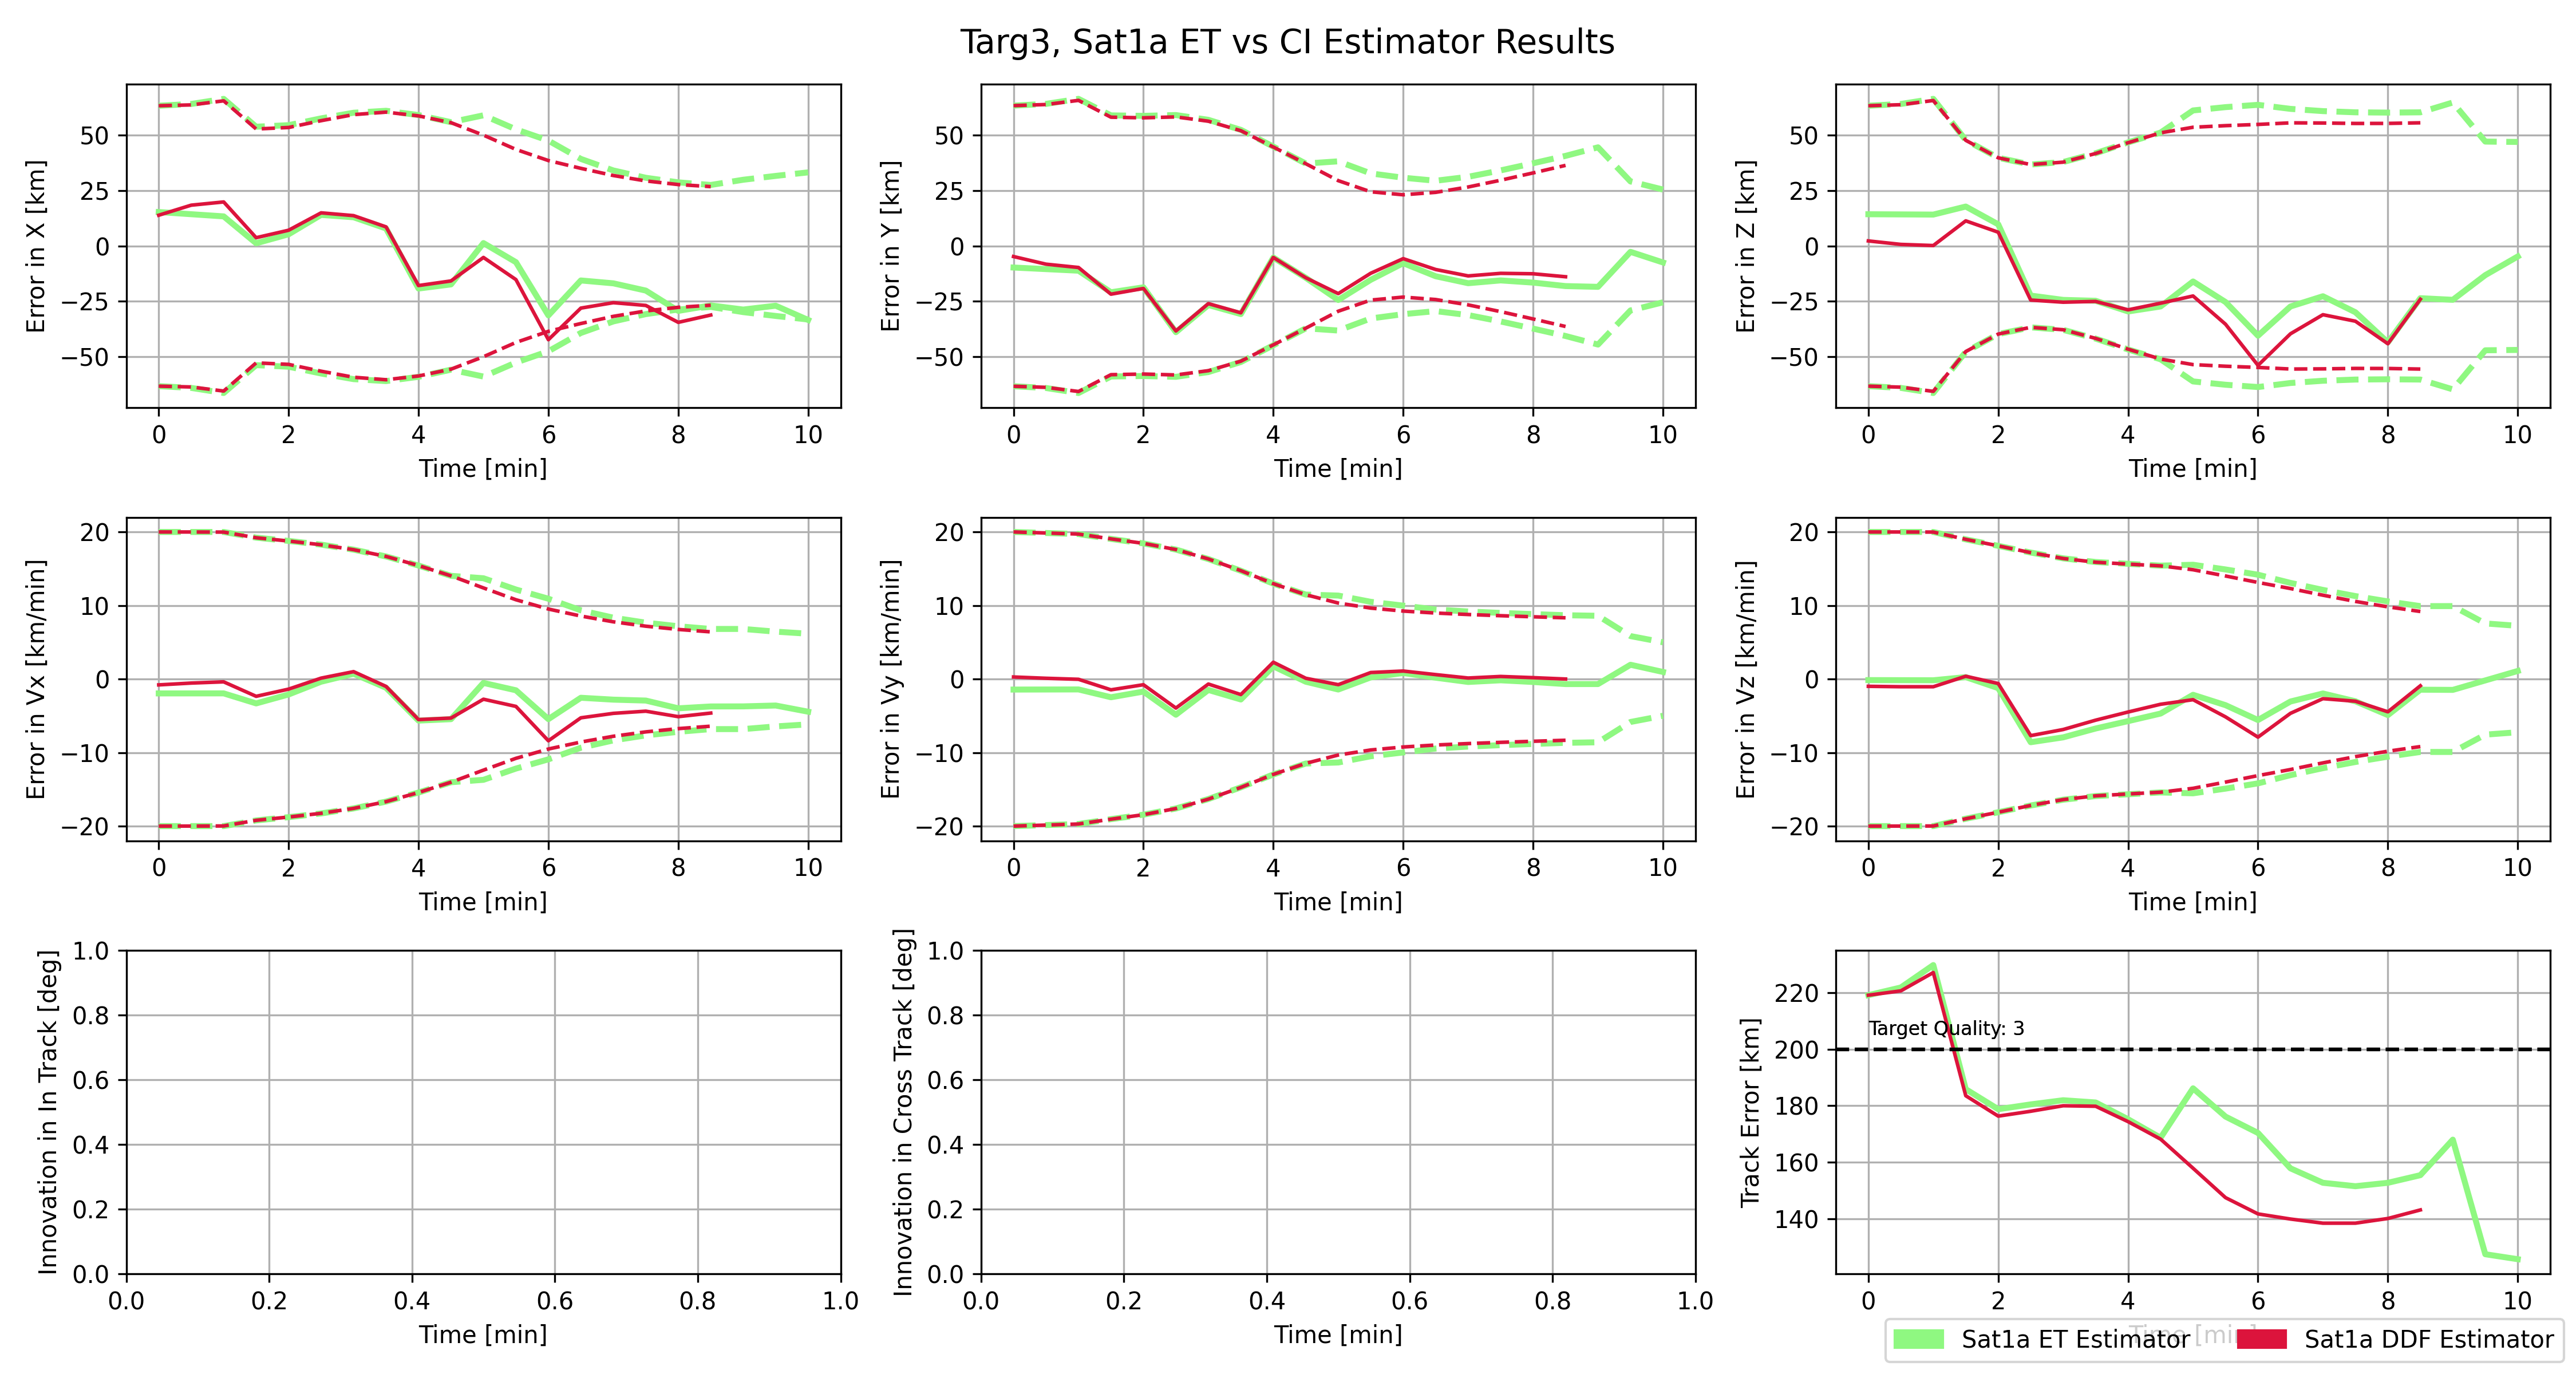 Targ3, Sat1a ET vs CI Estimator Results
Error in X [km]
50
25
0
−25
−50
0 2 4 6 8 10
Time [min]
Error in Y [km]
50
25
0
−25
−50
0 2 4 6 8 10
Time [min]
Error in Z [km]
50
25
0
−25
−50
0 2 4 6 8 10
Time [min]
Error in Vx [km/min]
20
10
0
−10
−20
0 2 4 6 8 10
Time [min]
Error in Vy [km/min]
20
10
0
−10
−20
0 2 4 6 8 10
Time [min]
Error in Vz [km/min]
20
10
0
−10
−20
0 2 4 6 8 10
Time [min]
Innovation in In Track [deg]
1.0
0.8
0.6
0.4
0.2
0.0
0.0 0.2 0.4 0.6 0.8 1.0
Time [min]
Innovation in Cross Track [deg]
1.0
0.8
0.6
0.4
0.2
0.0
0.0 0.2 0.4 0.6 0.8 1.0
Time [min]
Track Error [km]
220
200
180
160
140
Target Quality: 3
0 2 4 6 8 10
Time [min]
Sat1a ET Estimator
Sat1a DDF Estimator